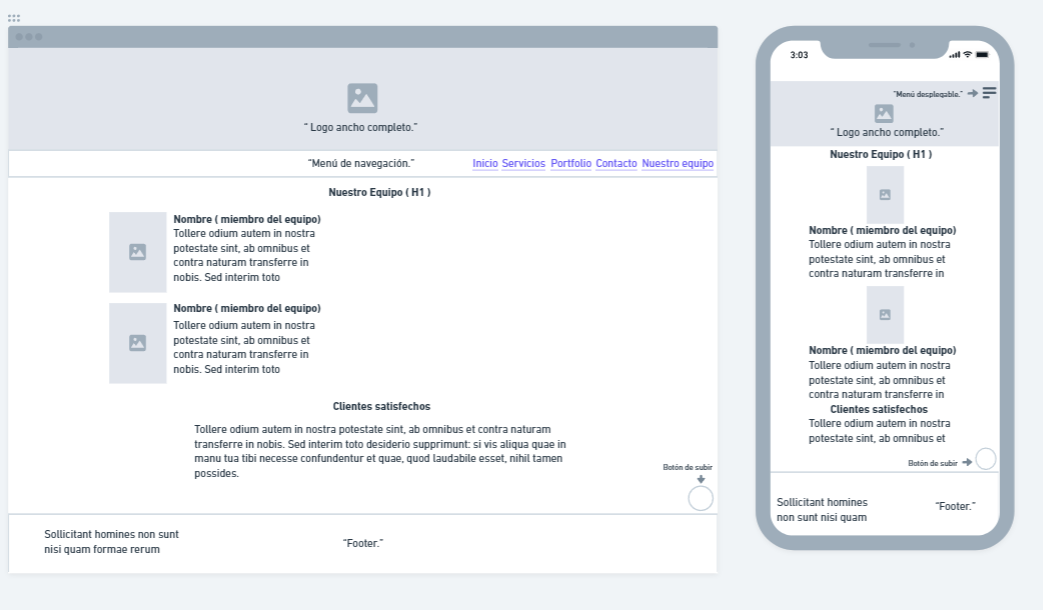 “ Logo ancho completo.”
“Menú de navegación.” Inicio Servicios Portfolio Contacto Nuestro equipo
Nuestro Equipo ( H1 )
Nombre ( miembro del equipo)
Tollere odium autem in nostra
potestate sint, ab omnibus et
contra naturam transferre in
nobis. Sed interim toto
Nombre ( miembro del equipo)
Tollere odium autem in nostra
potestate sint, ab omnibus et
contra naturam transferre in
nobis. Sed interim toto
Clientes satisfechos
Tollere odium autem in nostra potestate sint, ab omnibus et contra naturam
transferre in nobis. Sed interim toto desiderio supprimunt: si vis aliqua quae in
manu tua tibi necesse confundentur et quae, quod laudabile esset, nihil tamen
possides.
Botón de subir
Sollicitant homines non sunt
nisi quam formae rerum
“Footer.”
3:03
“Menú desplegable.”
“ Logo ancho completo.”
Nuestro Equipo ( H1 )
Nombre ( miembro del equipo)
Tollere odium autem in nostra
potestate sint, ab omnibus et
contra naturam transferre in
Nombre ( miembro del equipo)
Tollere odium autem in nostra
potestate sint, ab omnibus et
contra naturam transferre in
Clientes satisfechos
Tollere odium autem in nostra
potestate sint, ab omnibus et
Botón de subir
Sollicitant homines
non sunt nisi quam
“Footer.”